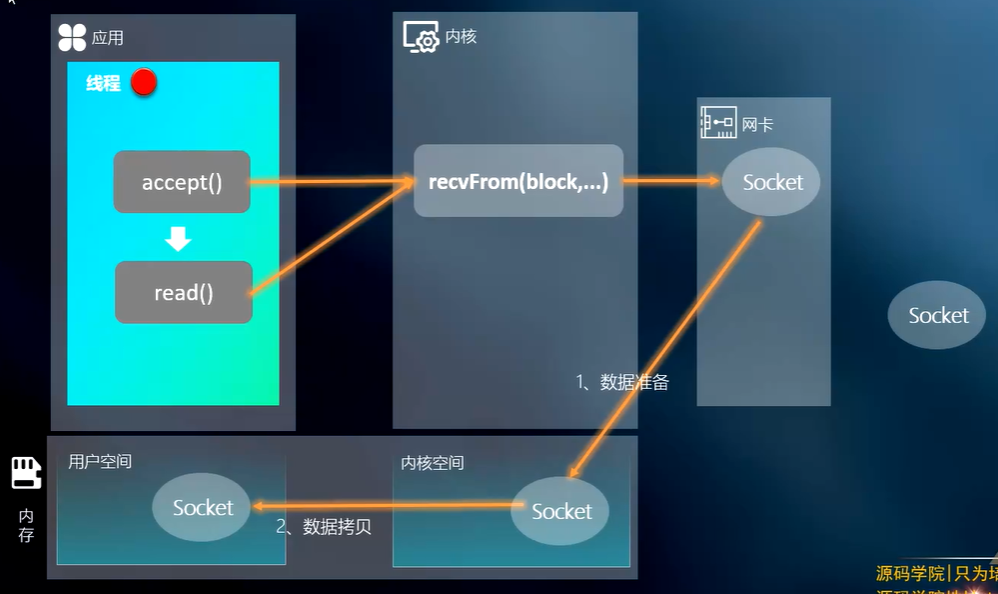 应用
内核
线程
网卡
accept()
recvFrom(block,...)
Socket
read()
Socket
1、数据准备
用户空间
内核空间
Socket
Socket
2、数据拷贝
内存
源码学院|只为培